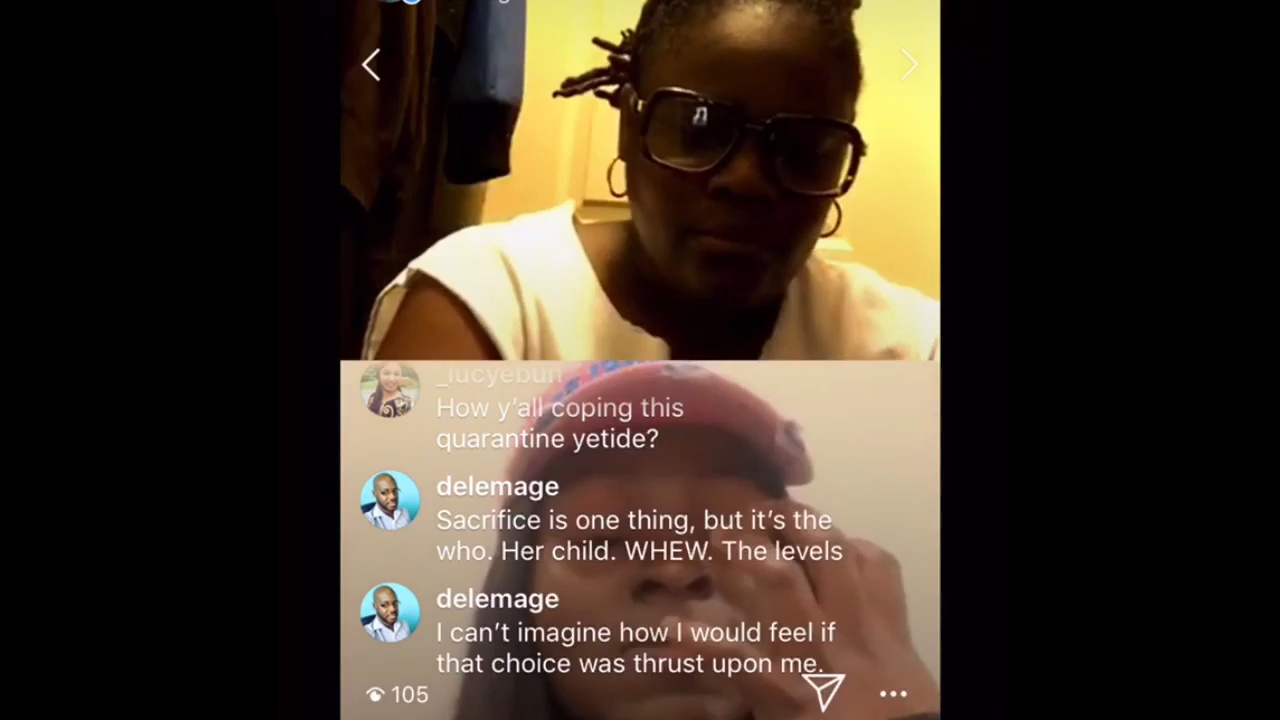 _lucyebun
How y'all coping this
quarantine yetide?
delemage
Sacrifice is one thing, but it's the
who. Her child. WHEW. The levels
delemage
I can't imagine how I would feel if
that choice was thrust upon me.
105